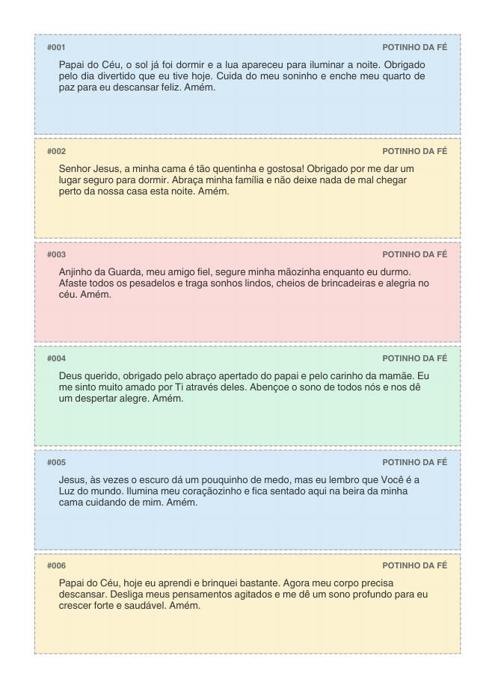 #001 POTINHO DA FÉ
Papai do Céu, o sol já foi dormir e a lua apareceu para iluminar a noite. Obrigado
pelo dia divertido que eu tive hoje. Cuida do meu soninho e enche meu quarto de
paz para eu descansar feliz. Amém.
#002 POTINHO DA FÉ
Senhor Jesus, a minha cama é tão quentinha e gostosa! Obrigado por me dar um
lugar seguro para dormir. Abraça minha família e não deixe nada de mal chegar
perto da nossa casa esta noite. Amém.
#003 POTINHO DA FÉ
Anjinho da Guarda, meu amigo fiel, segure minha mãozinha enquanto eu durmo.
Afaste todos os pesadelos e traga sonhos lindos, cheios de brincadeiras e alegria no
céu. Amém.
#004 POTINHO DA FÉ
Deus querido, obrigado pelo abraço apertado do papai e pelo carinho da mamãe. Eu
me sinto muito amado por Ti através deles. Abençoe o sono de todos nós e nos dê
um despertar alegre. Amém.
#005 POTINHO DA FÉ
Jesus, às vezes o escuro dá um pouquinho de medo, mas eu lembro que Você é a
Luz do mundo. Ilumina meu coraçãozinho e fica sentado aqui na beira da minha
cama cuidando de mim. Amém.
#006 POTINHO DA FÉ
Papai do Céu, hoje eu aprendi e brinquei bastante. Agora meu corpo precisa
descansar. Desliga meus pensamentos agitados e me dê um sono profundo para eu
crescer forte e saudável. Amém.